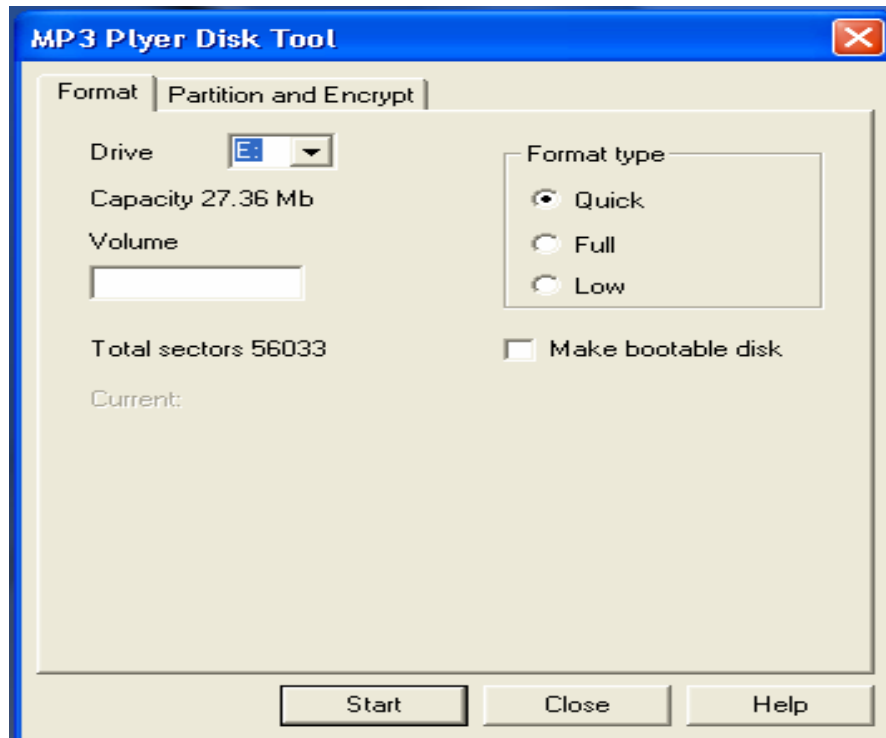 MP3 Plyer Disk Tool
Format
Partition and Encrypt
Drive
E:
Format type
Capacity 27.36 Mb
Quick
Volume
Full
Low
Total sectors 56033
Make bootable disk
Current:
Start
Close
Help